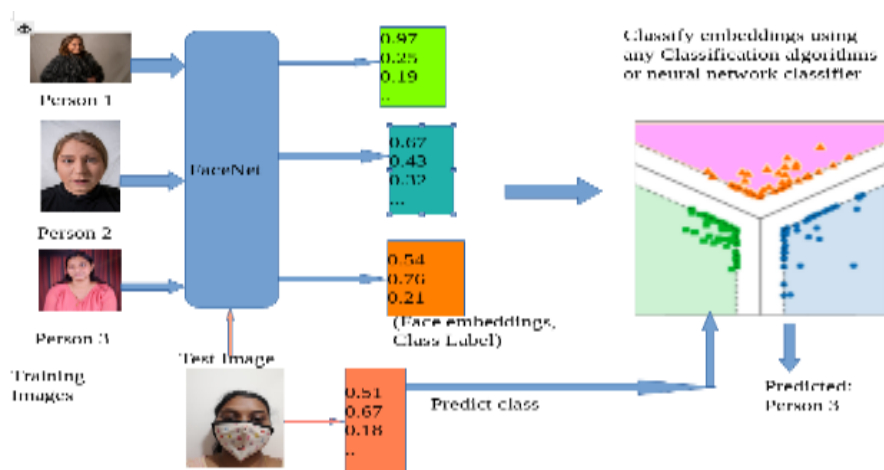 Classify embeddings using
any Classification algorithms
or neural network classifier
Person 1
0.97
0.25
0.19
..
FaceNet
Person 2
0.67
0.43
0.32
...
Person 3
0.54
0.76
0.21
(Face embeddings,
Class Label)
Training
Images
Test Image
0.51
0.67
0.18
..
Predict class
Predicted:
Person 3